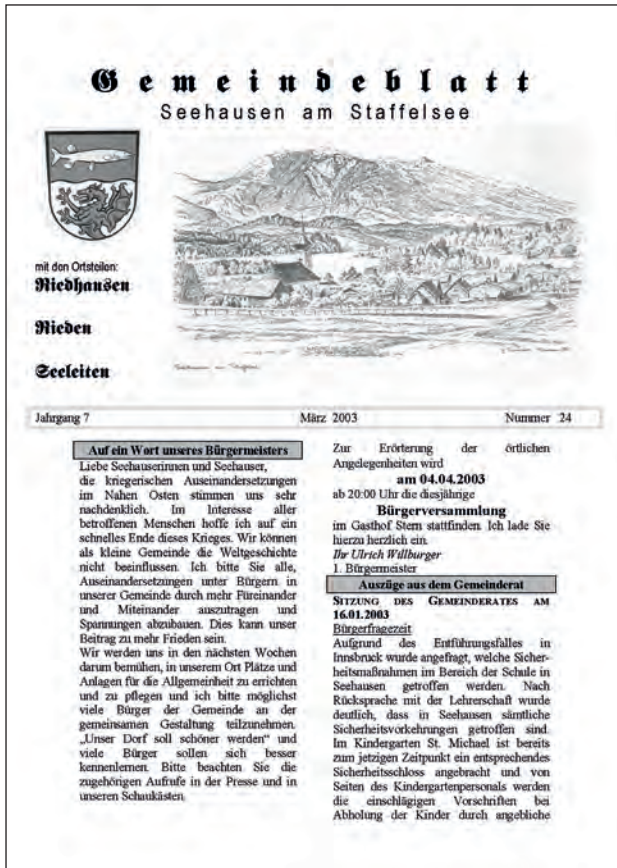 Gemeindeblatt
Seehausen am Staffelsee
mit den Ortsteilen:
Riedhausen
Rieden
Seeleiten
Jahrgang 7 März 2003 Nummer 24
Auf ein Wort unseres Bürgermeisters
Liebe Seehauserinnen und Seehauser,
die kriegerischen Auseinandersetzungen
im Nahen Osten stimmen uns sehr
nachdenklich. Im Interesse aller
betroffenen Menschen hoffe ich auf ein
schnelles Ende dieses Krieges. Wir können
als kleine Gemeinde die Weltgeschichte
nicht beeinflussen. Ich bitte Sie alle,
Auseinandersetzungen unter Bürgern in
unserer Gemeinde durch mehr Füreinander
und Miteinander auszutragen und
Spannungen abzubauen. Dies kann unser
Beitrag zu mehr Frieden sein.
Wir werden uns in den nächsten Wochen
darum bemühen, in unserem Ort Plätze und
Anlagen für die Allgemeinheit zu errichten
und zu pflegen und ich bitte möglichst
viele Bürger der Gemeinde an der
gemeinsamen Gestaltung teilzunehmen.
„Unser Dorf soll schöner werden“ und
viele Bürger sollen sich besser
kennenlernen. Bitte beachten Sie die
zugehörigen Aufrufe in der Presse und in
unseren Schaukästen.
Zur Erörterung der örtlichen
Angelegenheiten wird
am 04.04.2003
ab 20:00 Uhr die diesjährige
Bürgerversammlung
im Gasthof Stern stattfinden. Ich lade Sie
hierzu herzlich ein.
Ihr Ulrich Willburger
1. Bürgermeister
Auszüge aus dem Gemeinderat
SITZUNG DES GEMEINDERATES AM
16.01.2003
Bürgerfragezeit
Aufgrund des Entführungsfalles in
Innsbruck wurde angefragt, welche Sicher-
heitsmaßnahmen im Bereich der Schule in
Seehausen getroffen werden. Nach
Rücksprache mit der Lehrerschaft wurde
deutlich, dass in Seehausen sämtliche
Sicherheitsvorkehrungen getroffen sind.
Im Kindergarten St. Michael ist bereits
zum jetzigen Zeitpunkt ein entsprechendes
Sicherheitsschloss angebracht und von
Seiten des Kindergartenpersonals werden
die einschlägigen Vorschriften bei
Abholung der Kinder durch angebliche